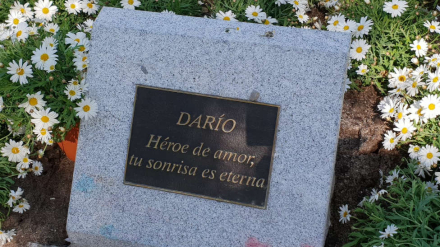 DARÍO
Héroe de amor,
tu sonrisa es eterna